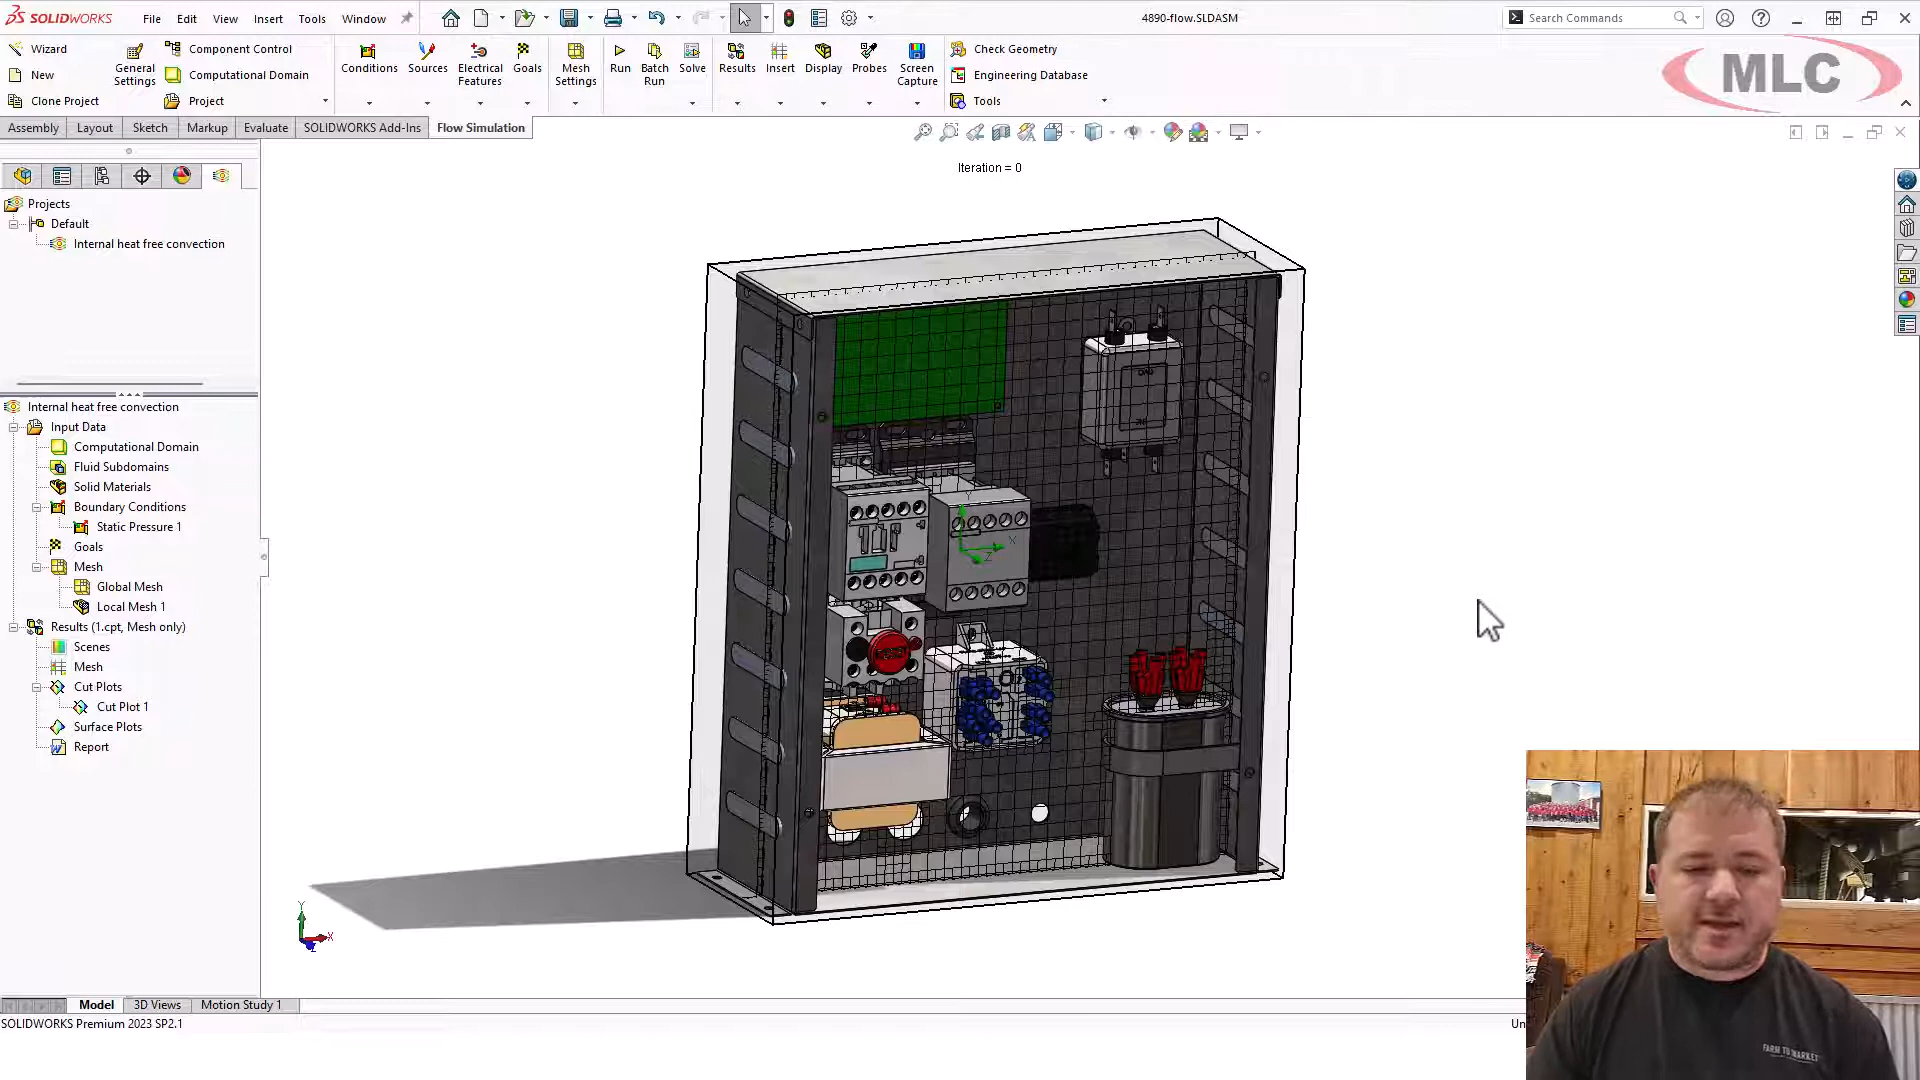 SOLIDWORKS
File Edit View Insert Tools Window
4890-flow.SLDASM
Search Commands
Wizard
New
Clone Project
General Settings
Component Control
Computational Domain
Project
Conditions
Sources
Electrical Features
Goals
Mesh Settings
Run
Batch Run
Solve
Results
Insert
Display
Probes
Screen Capture
Check Geometry
Engineering Database
Tools
MLC
Assembly Layout Sketch Markup Evaluate SOLIDWORKS Add-Ins Flow Simulation
Iteration = 0
Projects
Default
Internal heat free convection
Internal heat free convection
Input Data
Computational Domain
Fluid Subdomains
Solid Materials
Boundary Conditions
Static Pressure 1
Goals
Mesh
Global Mesh
Local Mesh 1
Results (1.cpt, Mesh only)
Scenes
Mesh
Cut Plots
Cut Plot 1
Surface Plots
Report
Y
X
Z
Y
X
Z
FARM TO MARKET
Model 3D Views Motion Study 1
SOLIDWORKS Premium 2023 SP2.1